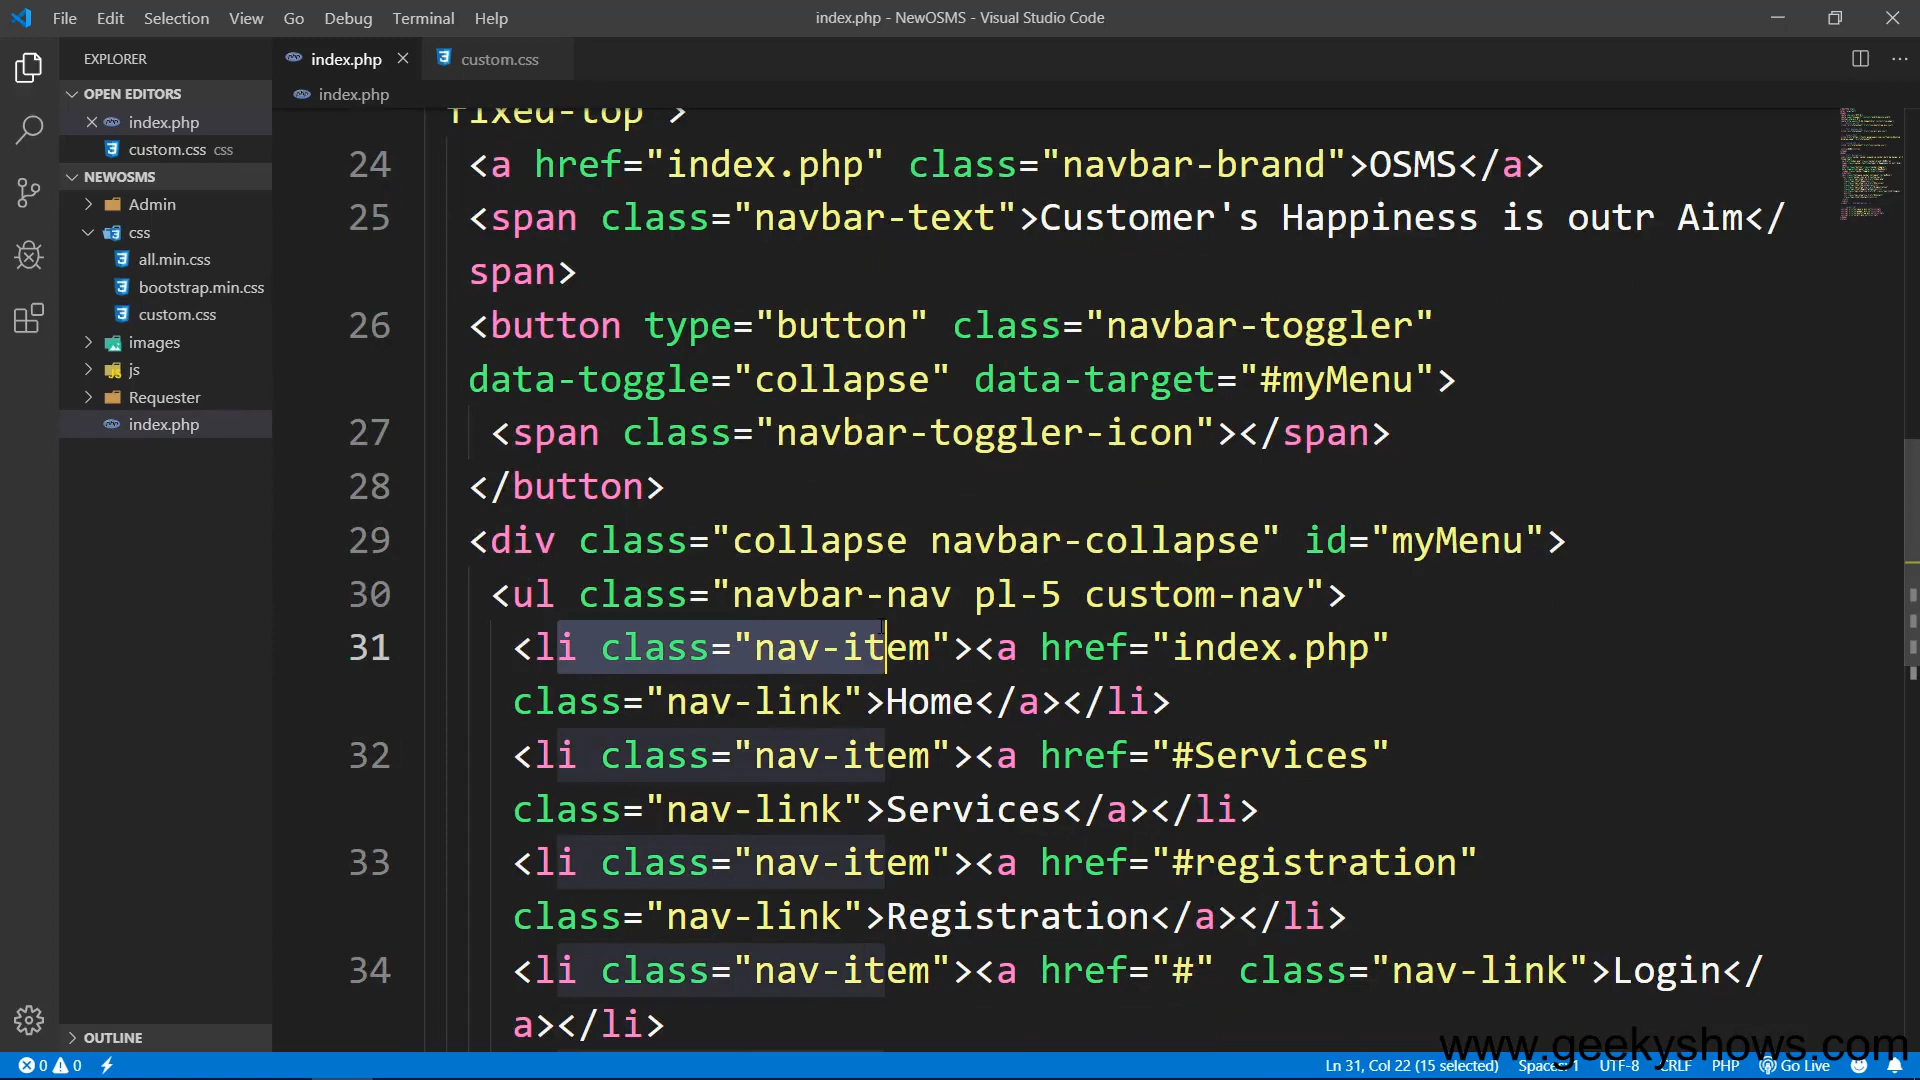 File Edit Selection View Go Debug Terminal Help
index.php - NewOSMS - Visual Studio Code
EXPLORER
OPEN EDITORS
index.php
custom.css css
NEWOSMS
Admin
css
all.min.css
bootstrap.min.css
custom.css
images
js
Requester
index.php
OUTLINE
index.php
custom.css
index.php
fixed-top">
24 <a href="index.php" class="navbar-brand">OSMS</a>
25 <span class="navbar-text">Customer's Happiness is outr Aim</
span>
26 <button type="button" class="navbar-toggler"
data-toggle="collapse" data-target="#myMenu">
27 <span class="navbar-toggler-icon"></span>
28 </button>
29 <div class="collapse navbar-collapse" id="myMenu">
30 <ul class="navbar-nav pl-5 custom-nav">
31 <li class="nav-item"><a href="index.php"
class="nav-link">Home</a></li>
32 <li class="nav-item"><a href="#Services"
class="nav-link">Services</a></li>
33 <li class="nav-item"><a href="#registration"
class="nav-link">Registration</a></li>
34 <li class="nav-item"><a href="#" class="nav-link">Login</
a></li>
www.geekyshows.com
0 0
Ln 31, Col 22 (15 selected) Spaces: 1 UTF-8 CRLF PHP Go Live